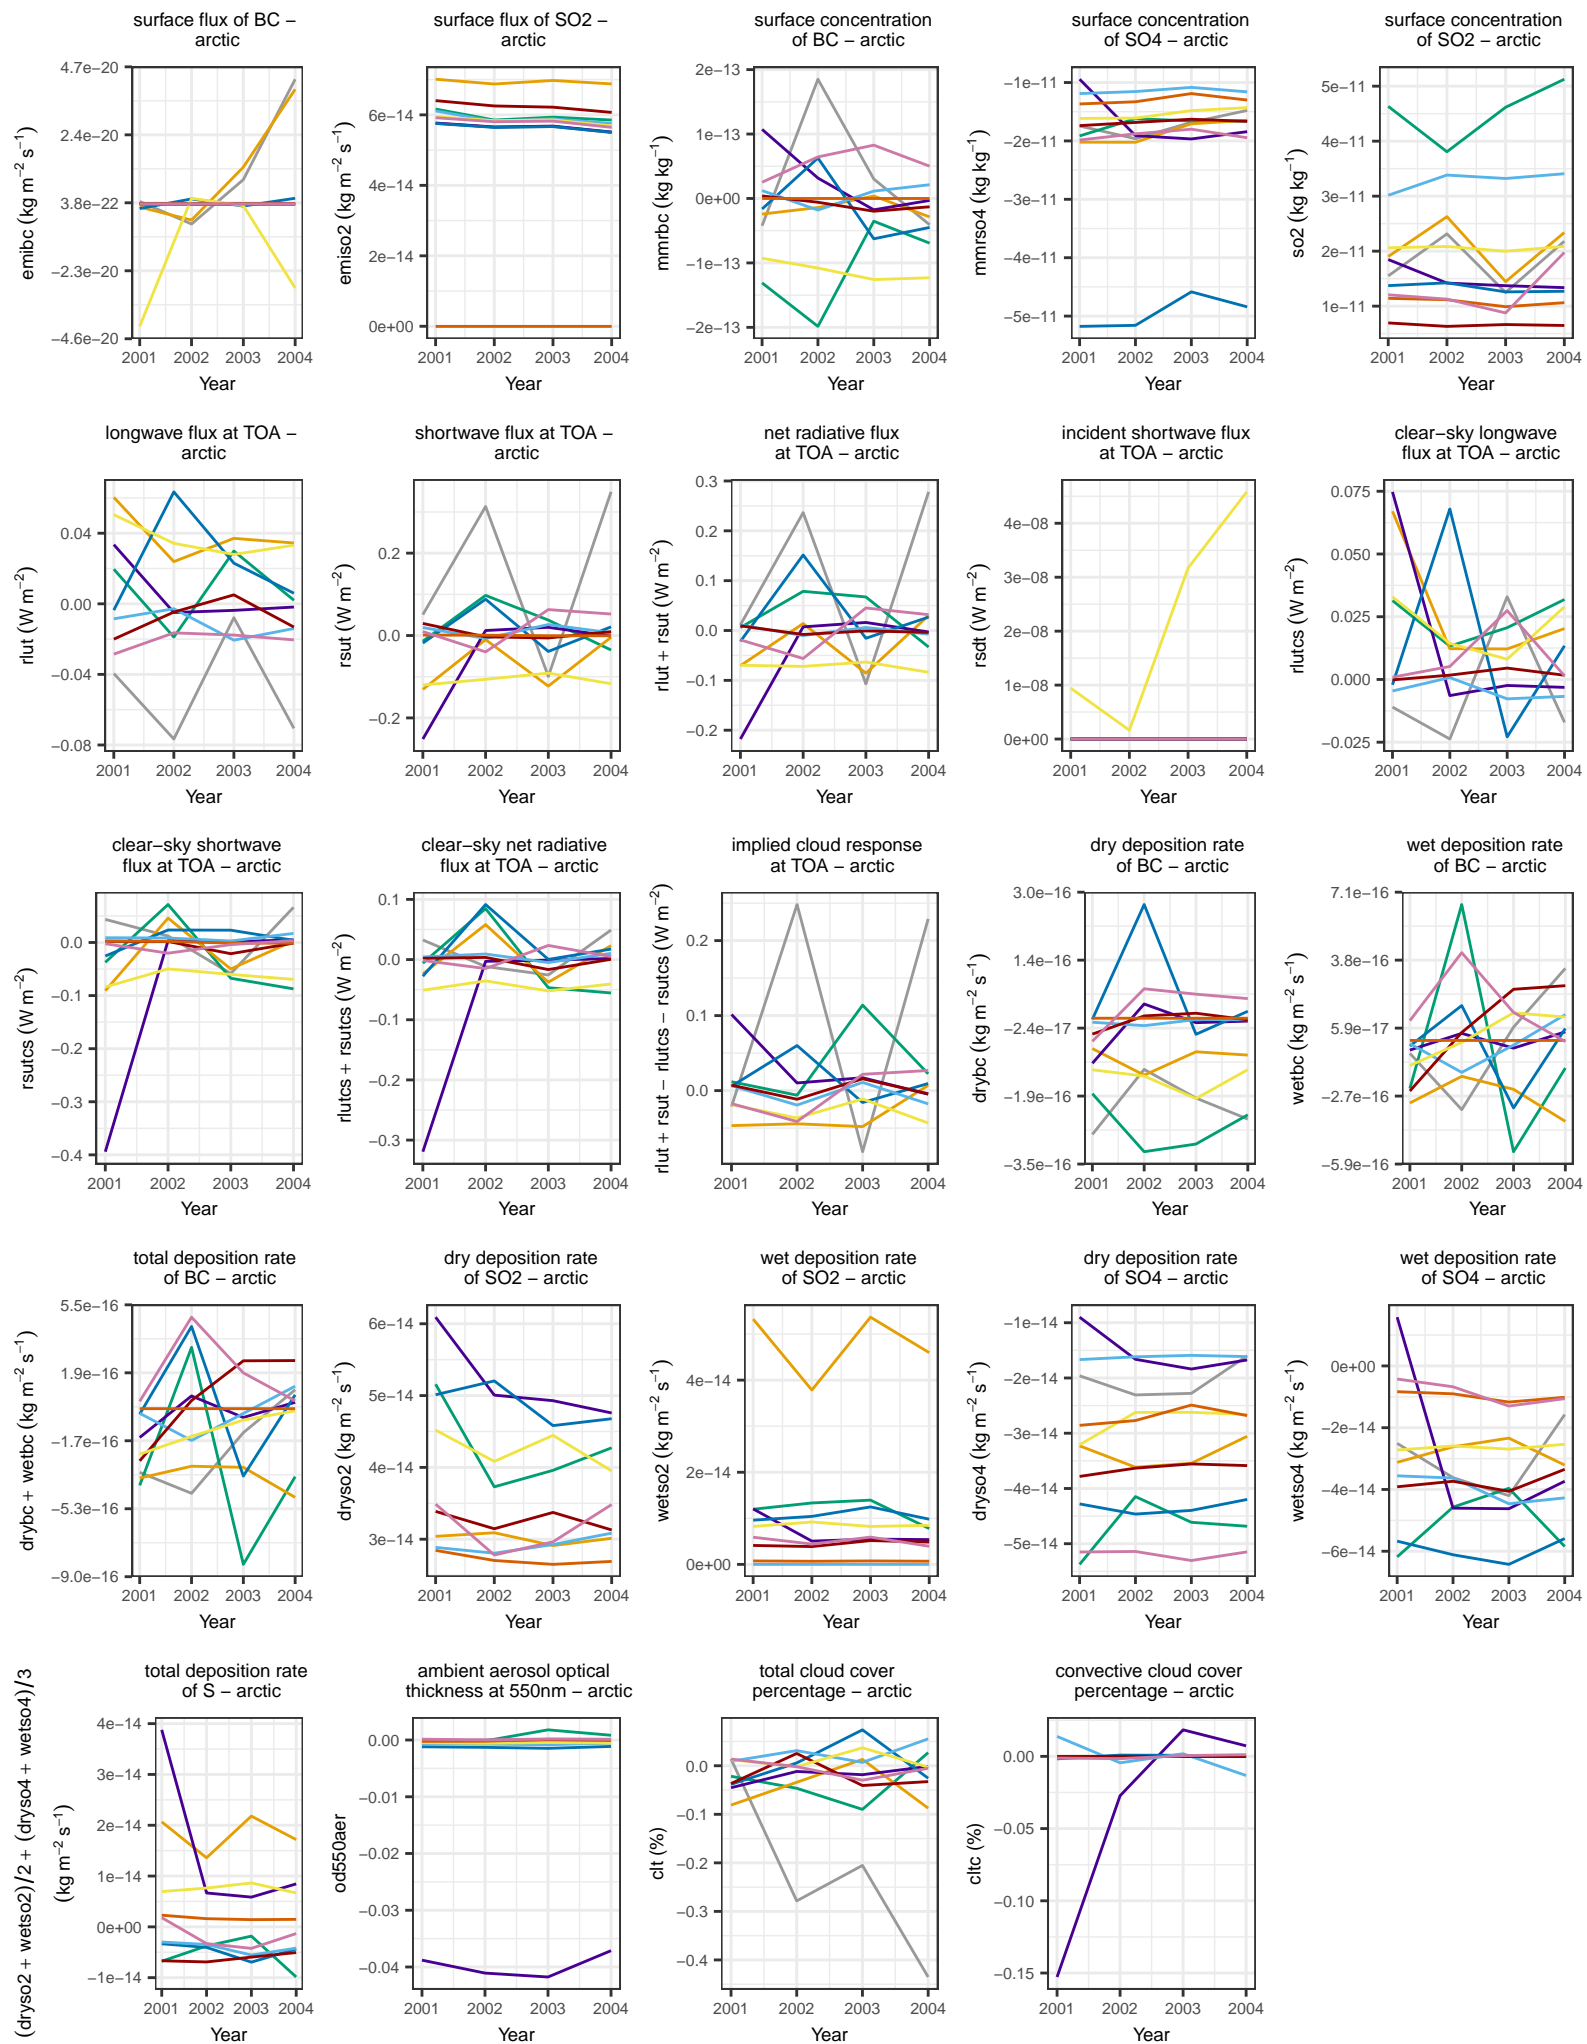 surface flux of BC –
arctic
4.7e−20
2.4e−20
3.8e−22
−2.3e−20
−4.6e−20
emibc (kg m−2 s−1)
2001 2002 2003 2004
Year
surface flux of SO2 –
arctic
6e−14
4e−14
2e−14
0e+00
emiso2 (kg m−2 s−1)
2001 2002 2003 2004
Year
surface concentration
of BC – arctic
2e−13
1e−13
0e+00
−1e−13
−2e−13
mmrbc (kg kg−1)
2001 2002 2003 2004
Year
surface concentration
of SO4 – arctic
−1e−11
−2e−11
−3e−11
−4e−11
−5e−11
mmrso4 (kg kg−1)
2001 2002 2003 2004
Year
surface concentration
of SO2 – arctic
5e−11
4e−11
3e−11
2e−11
1e−11
so2 (kg kg−1)
2001 2002 2003 2004
Year
longwave flux at TOA –
arctic
0.04
0.00
−0.04
−0.08
rlut (W m−2)
2001 2002 2003 2004
Year
shortwave flux at TOA –
arctic
0.2
0.0
−0.2
rsut (W m−2)
2001 2002 2003 2004
Year
net radiative flux
at TOA – arctic
0.3
0.2
0.1
0.0
−0.1
−0.2
rlut + rsut (W m−2)
2001 2002 2003 2004
Year
incident shortwave flux
at TOA – arctic
4e−08
3e−08
2e−08
1e−08
0e+00
rsdt (W m−2)
2001 2002 2003 2004
Year
clear−sky longwave
flux at TOA – arctic
0.075
0.050
0.025
0.000
−0.025
rlutcs (W m−2)
2001 2002 2003 2004
Year
clear−sky shortwave
flux at TOA – arctic
0.0
−0.1
−0.2
−0.3
−0.4
rsutcs (W m−2)
2001 2002 2003 2004
Year
clear−sky net radiative
flux at TOA – arctic
0.1
0.0
−0.1
−0.2
−0.3
rlutcs + rsutcs (W m−2)
2001 2002 2003 2004
Year
implied cloud response
at TOA – arctic
0.2
0.1
0.0
rlut + rsut − rlutcs − rsutcs (W m−2)
2001 2002 2003 2004
Year
dry deposition rate
of BC – arctic
3.0e−16
1.4e−16
−2.4e−17
−1.9e−16
−3.5e−16
drybc (kg m−2 s−1)
2001 2002 2003 2004
Year
wet deposition rate
of BC – arctic
7.1e−16
3.8e−16
5.9e−17
−2.7e−16
−5.9e−16
wetbc (kg m−2 s−1)
2001 2002 2003 2004
Year
total deposition rate
of BC – arctic
5.5e−16
1.9e−16
−1.7e−16
−5.3e−16
−9.0e−16
drybc + wetbc (kg m−2 s−1)
2001 2002 2003 2004
Year
dry deposition rate
of SO2 – arctic
6e−14
5e−14
4e−14
3e−14
dryso2 (kg m−2 s−1)
2001 2002 2003 2004
Year
wet deposition rate
of SO2 – arctic
4e−14
2e−14
0e+00
wetso2 (kg m−2 s−1)
2001 2002 2003 2004
Year
dry deposition rate
of SO4 – arctic
−1e−14
−2e−14
−3e−14
−4e−14
−5e−14
dryso4 (kg m−2 s−1)
2001 2002 2003 2004
Year
wet deposition rate
of SO4 – arctic
0e+00
−2e−14
−4e−14
−6e−14
wetso4 (kg m−2 s−1)
2001 2002 2003 2004
Year
total deposition rate
of S – arctic
4e−14
3e−14
2e−14
1e−14
0e+00
−1e−14
(dryso2 + wetso2)/2 + (dryso4 + wetso4)/3
(kg m−2 s−1)
2001 2002 2003 2004
Year
ambient aerosol optical
thickness at 550nm – arctic
0.00
−0.01
−0.02
−0.03
−0.04
od550aer
2001 2002 2003 2004
Year
total cloud cover
percentage – arctic
0.0
−0.1
−0.2
−0.3
−0.4
clt (%)
2001 2002 2003 2004
Year
convective cloud cover
percentage – arctic
0.00
−0.05
−0.10
−0.15
cltc (%)
2001 2002 2003 2004
Year